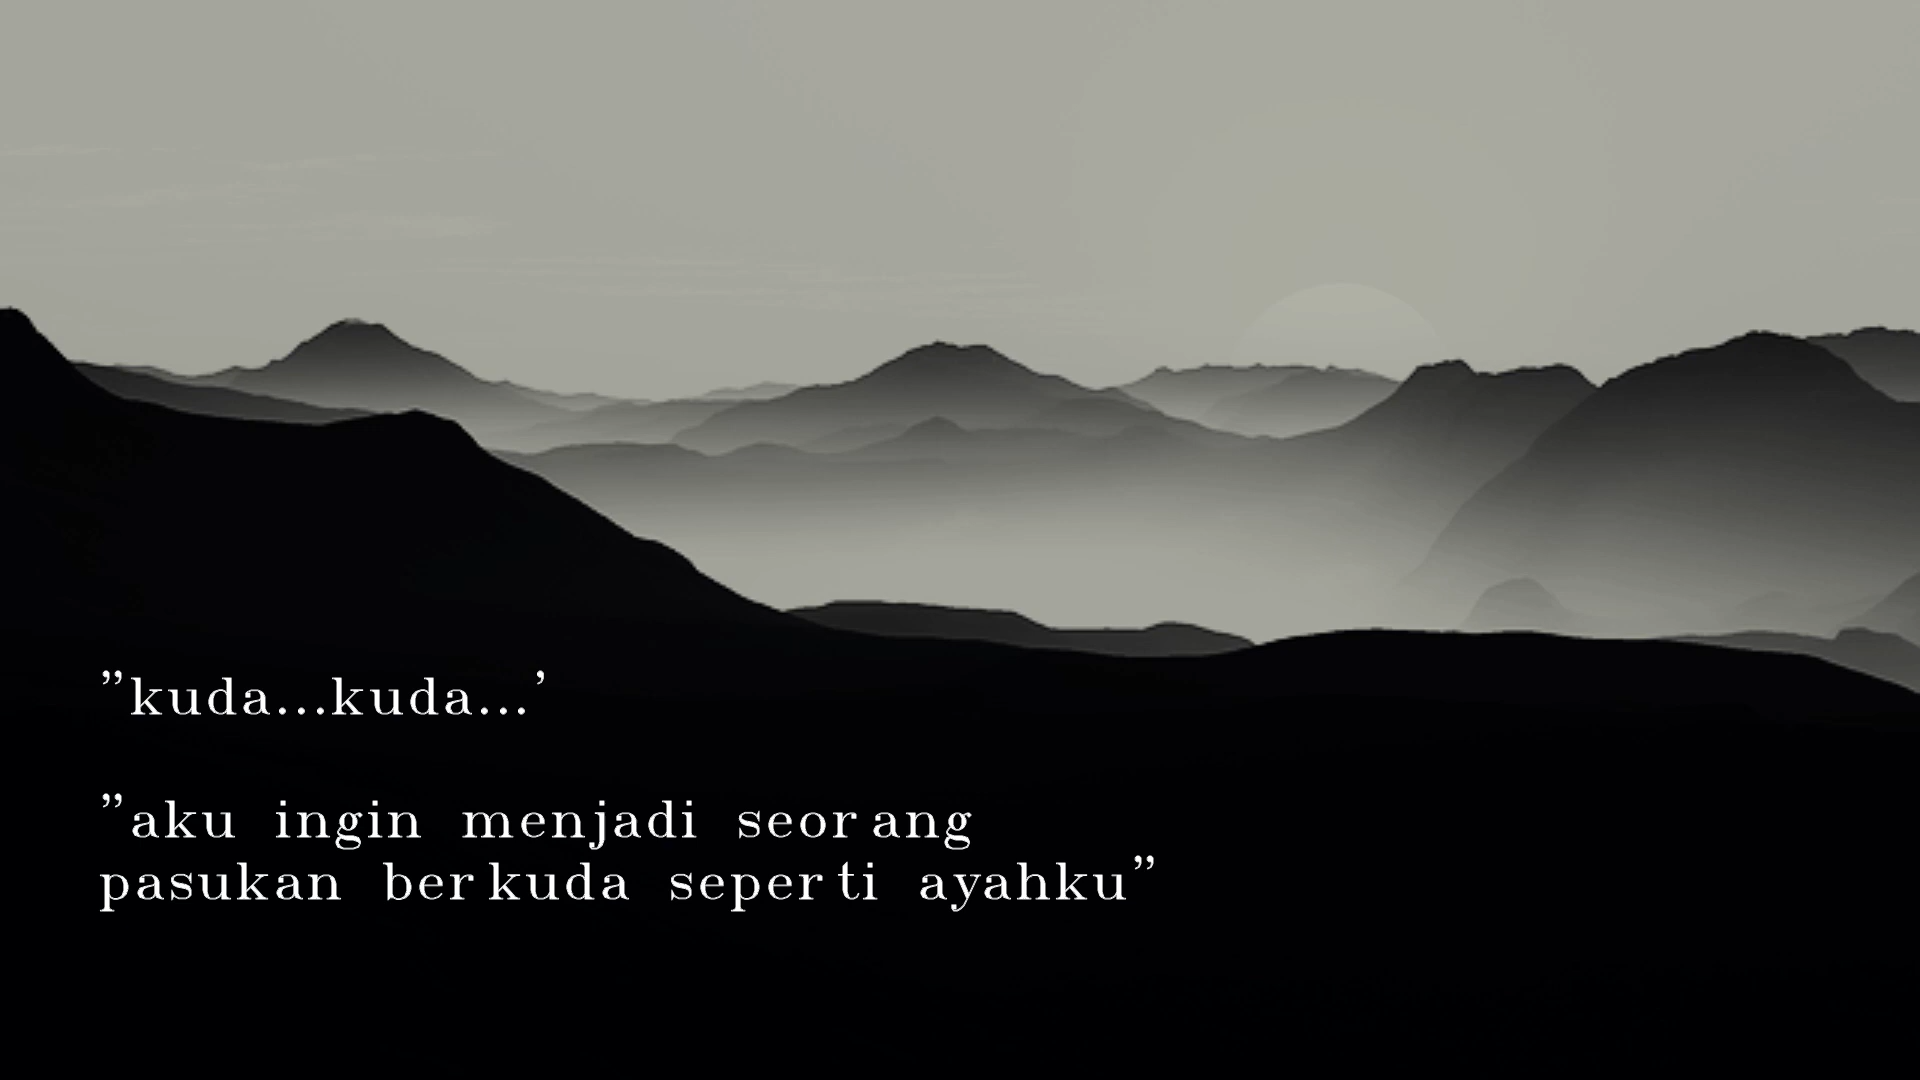 ”kuda...kuda...’
”aku ingin menjadi seorang
pasukan berkuda seperti ayahku”